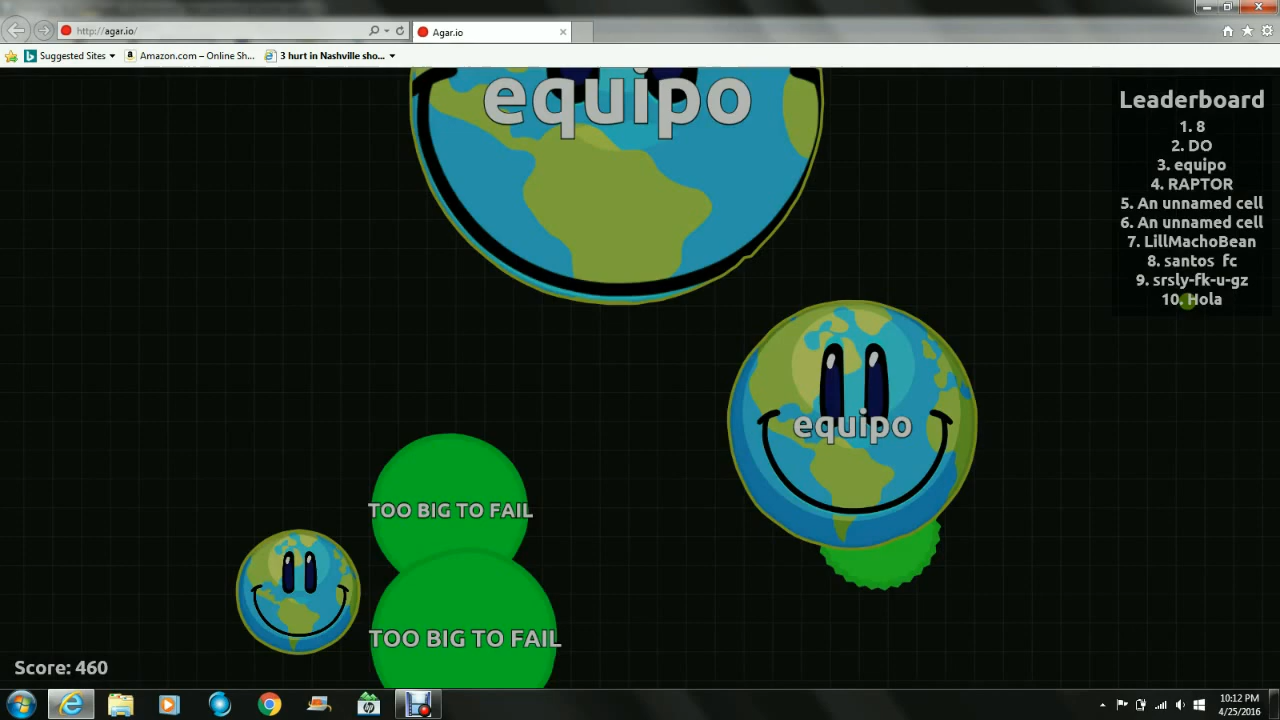 http://agar.io/
Agar.io
Suggested Sites
Amazon.com – Online Sh...
3 hurt in Nashville sho...
equipo
Leaderboard
1. 8
2. DO
3. equipo
4. RAPTOR
5. An unnamed cell
6. An unnamed cell
7. LillMachoBean
8. santos fc
9. srsly-fk-u-gz
10. Hola
equipo
TOO BIG TO FAIL
TOO BIG TO FAIL
Score: 460
10:12 PM
4/25/2016